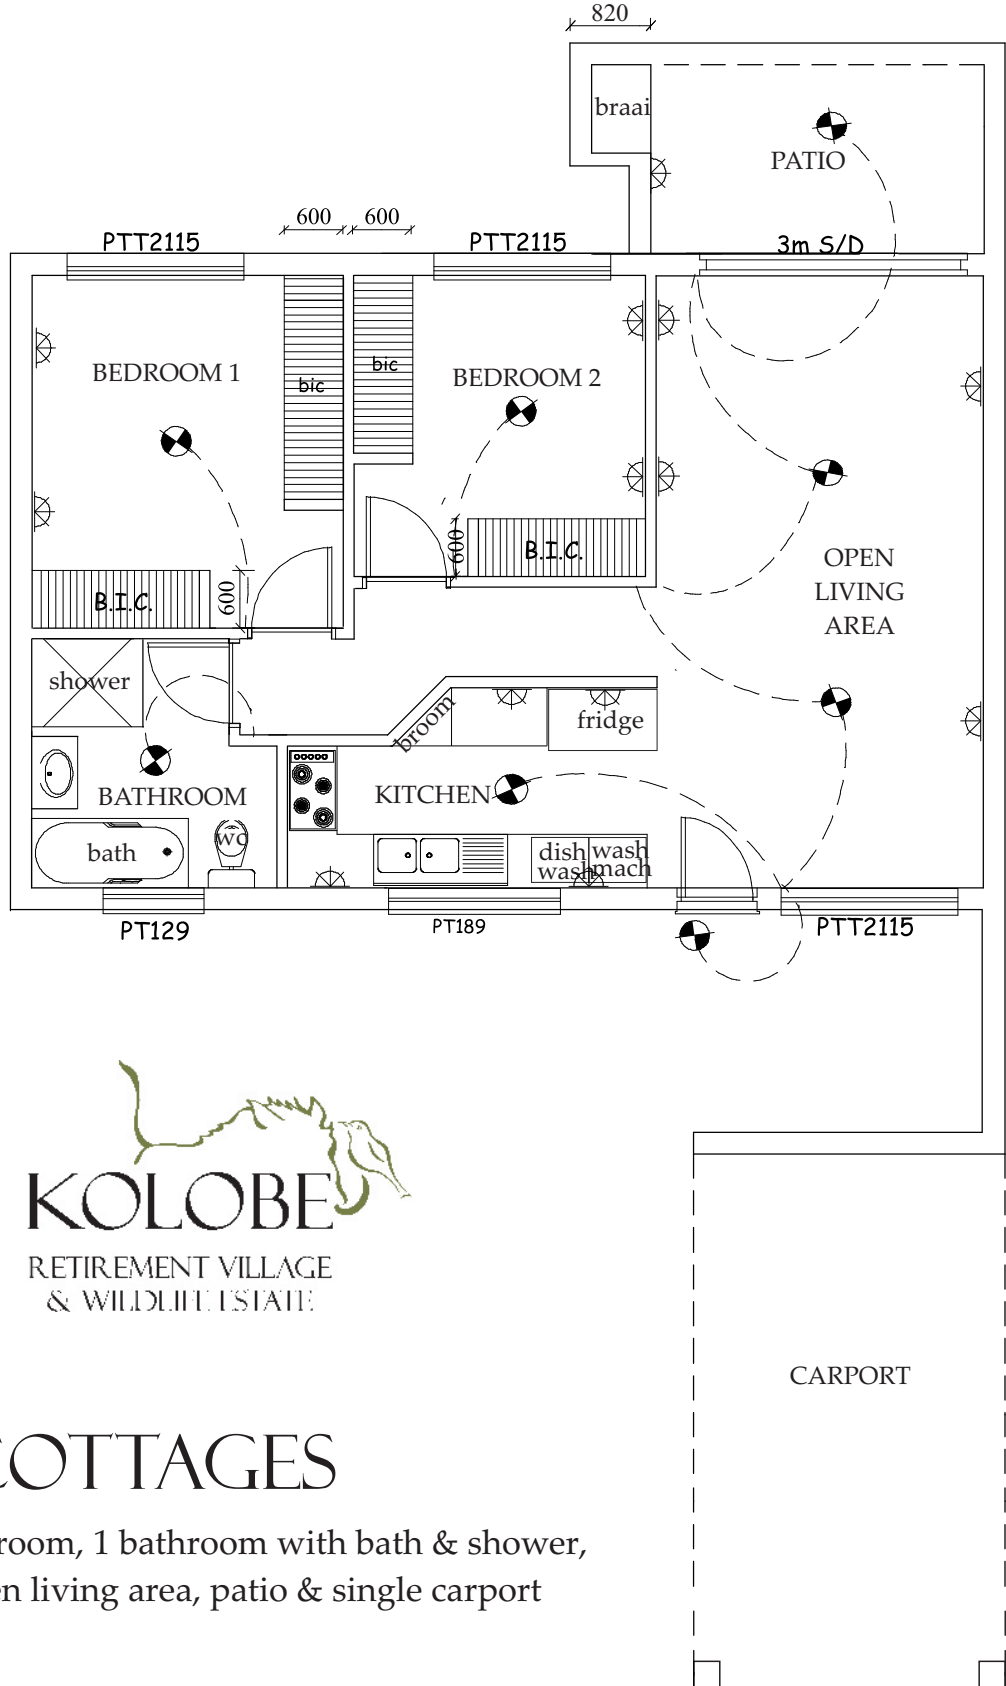 820
braai
PATIO
600
600
PTT2115
PTT2115
3m S/D
bic
bic
BEDROOM 1
BEDROOM 2
600
B.I.C.
OPEN
LIVING
AREA
600
B.I.C.
shower
broom
fridge
BATHROOM
KITCHEN
wc
bath
dish
wash
wash
mach
PT129
PT189
PTT2115
KOLOBE
RETIREMENT VILLAGE
& WILDLIFE ESTATE
CARPORT
COTTAGES
room, 1 bathroom with bath & shower,
en living area, patio & single carport